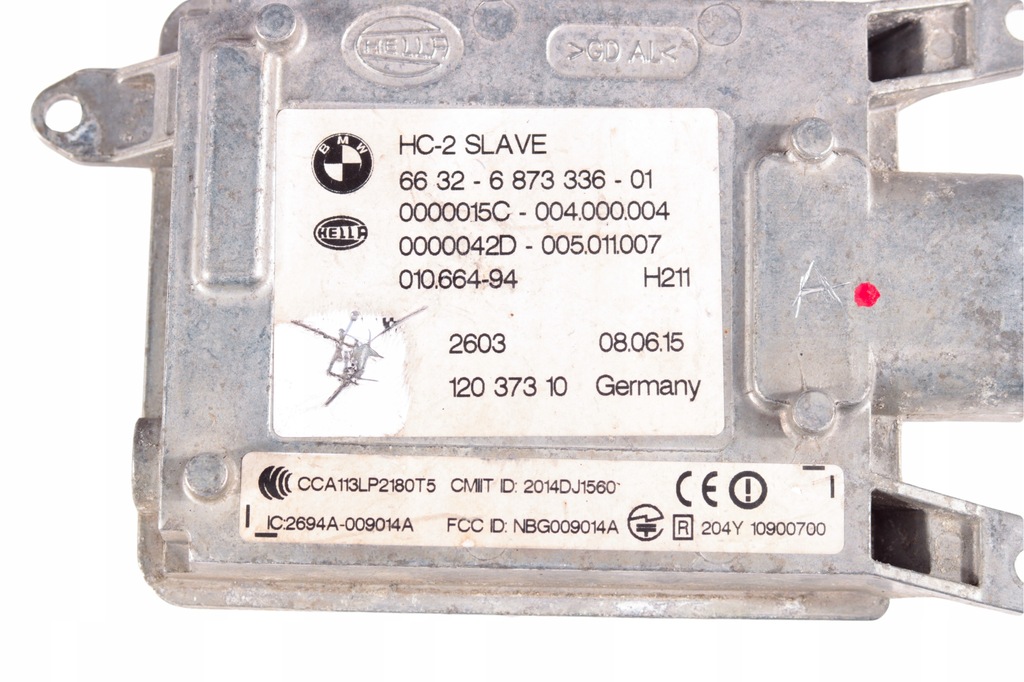 HELLA >GD AL<
BMW HC-2 SLAVE
66 32 - 6 873 336 - 01
0000015C - 004.000.004
HELLA 0000042D - 005.011.007
010.664-94 H211
2603 08.06.15
120 373 10 Germany
CCA113LP2180T5 CMIIT ID: 2014DJ1560 CE
IC:2694A-009014A FCC ID: NBG009014A R 204Y 10900700